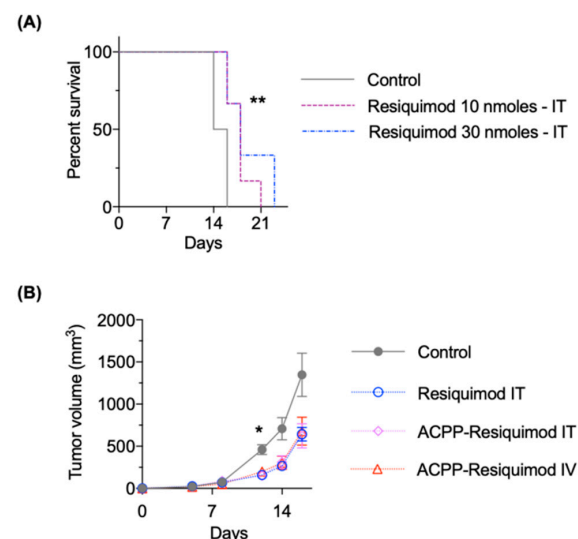 (A)
Percent survival
100
50
0
0 7 14 21
Days
**
Control
Resiquimod 10 nmoles - IT
Resiquimod 30 nmoles - IT
(B)
Tumor volume (mm³)
2000
1500
1000
500
0
0 7 14
Days
*
Control
Resiquimod IT
ACPP-Resiquimod IT
ACPP-Resiquimod IV